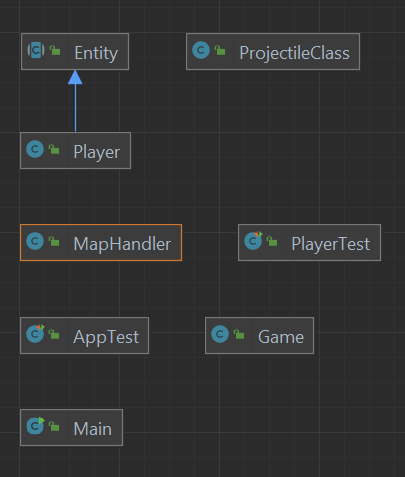 Entity
ProjectileClass
Player
MapHandler
PlayerTest
AppTest
Game
Main